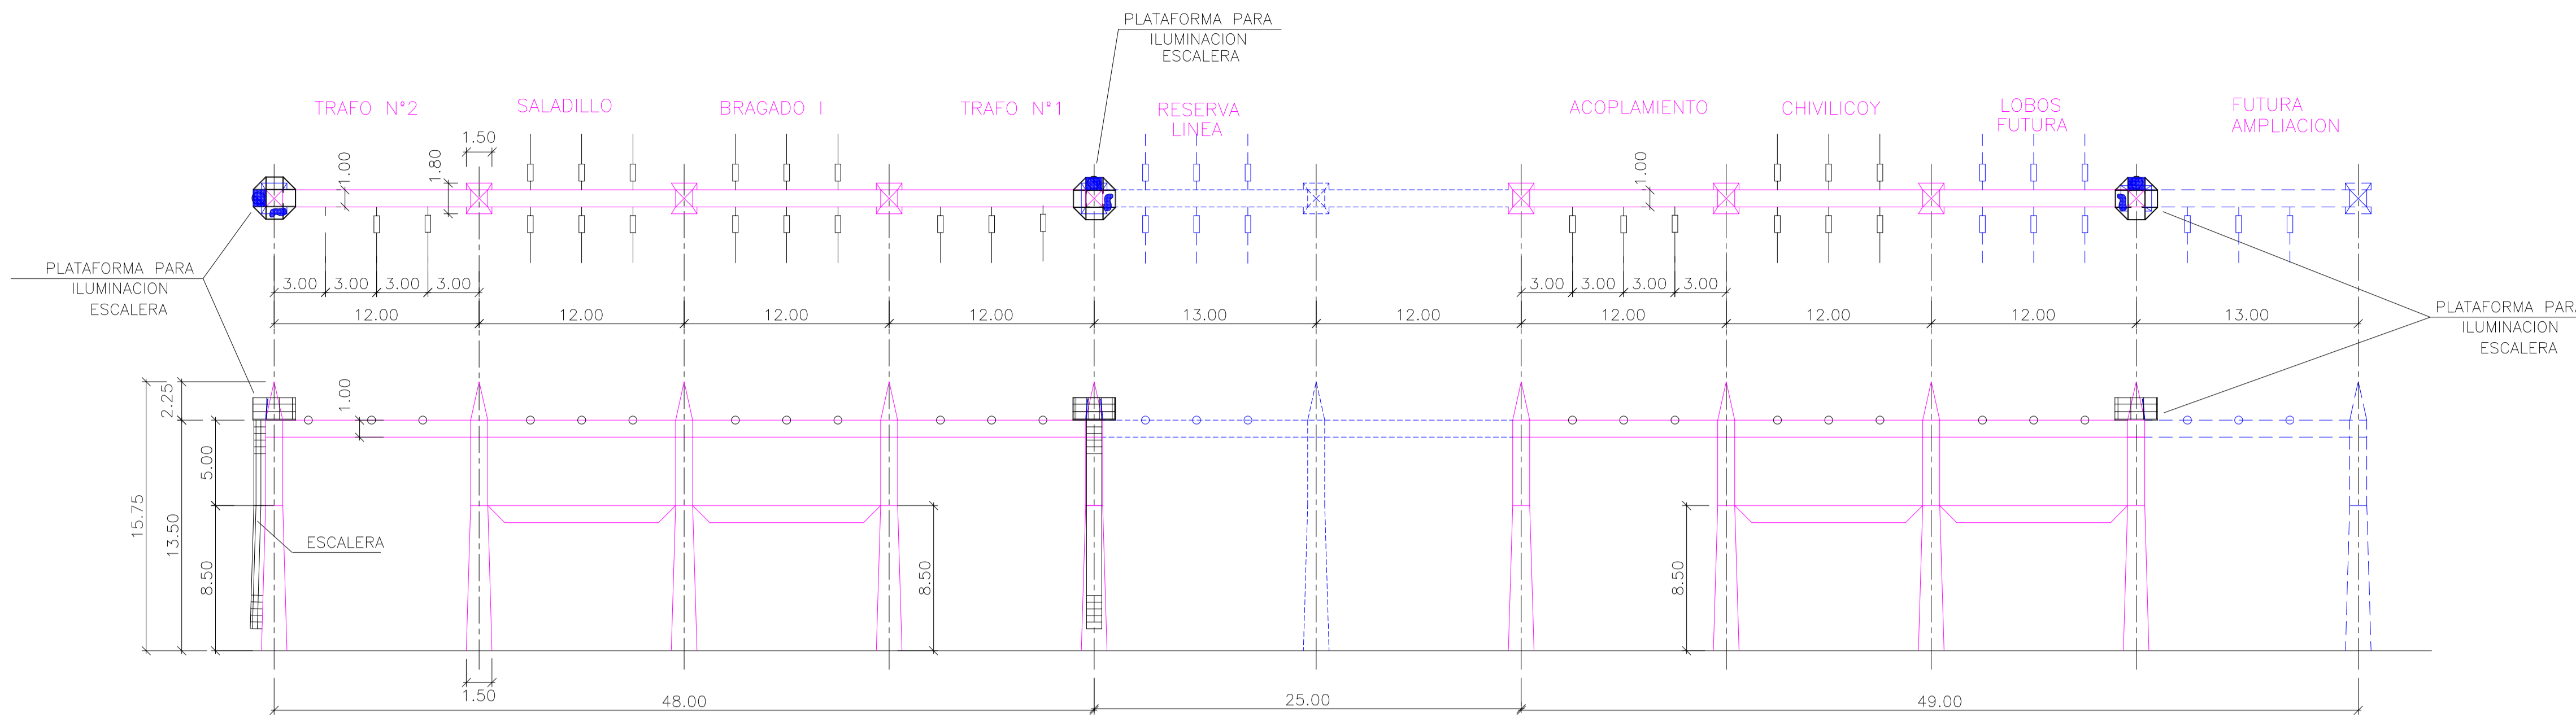 PLATAFORMA PARA
ILUMINACION
ESCALERA
TRAFO N°2
SALADILLO
BRAGADO I
TRAFO N°1
RESERVA
LINEA
ACOPLAMIENTO
CHIVILICOY
LOBOS
FUTURA
FUTURA
AMPLIACION
1.50
1.00
1.80
1.00
PLATAFORMA PARA
ILUMINACION
ESCALERA
3.00 3.00 3.00 3.00
3.00 3.00 3.00 3.00
12.00 12.00 12.00 12.00 13.00 12.00 12.00 12.00 12.00 13.00
PLATAFORMA PARA
ILUMINACION
ESCALERA
2.25
1.00
5.00
15.75
13.50
8.50
ESCALERA
8.50
8.50
1.50
48.00
25.00
49.00